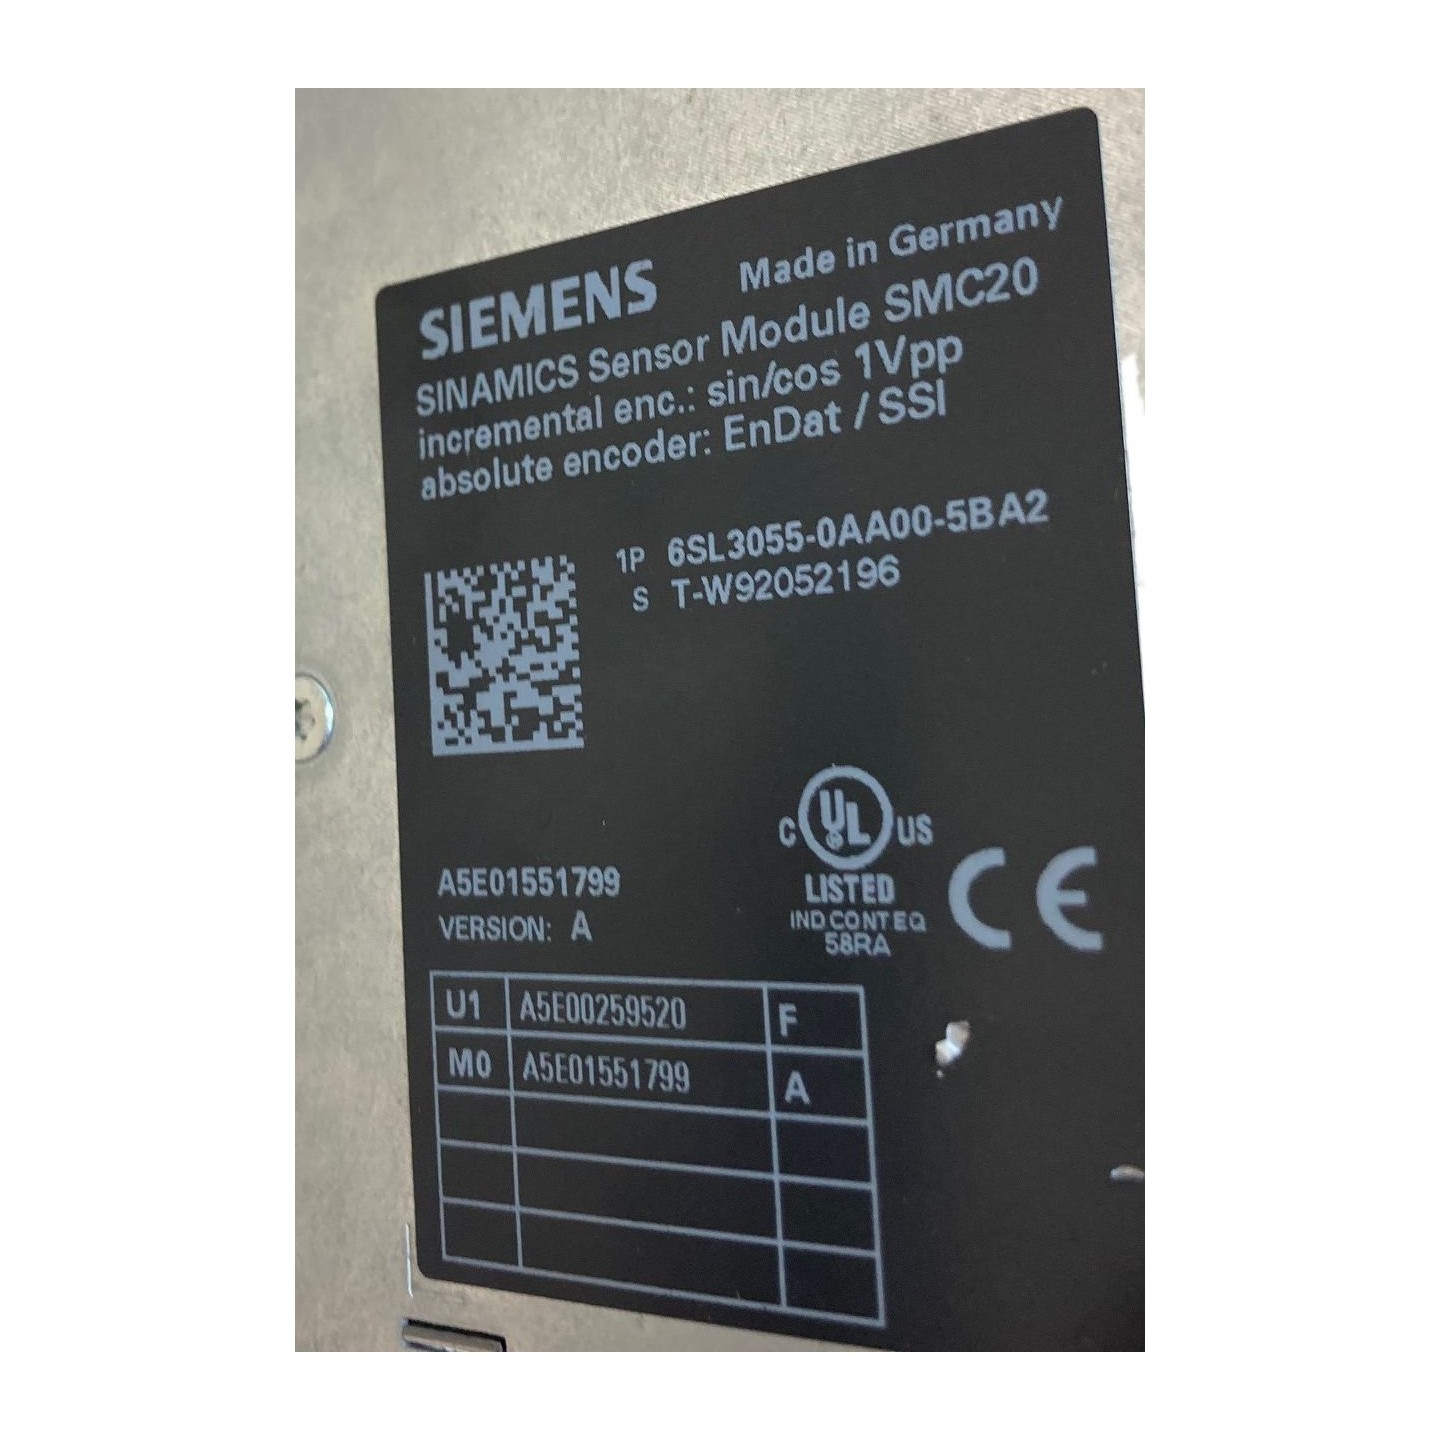 SIEMENS Made in Germany
SINAMICS Sensor Module SMC20
incremental enc.: sin/cos 1Vpp
absolute encoder: EnDat / SSI
1P 6SL3055-0AA00-5BA2
S T-W92052196
C UL US
LISTED
IND CONT EQ
58RA
CE
A5E01551799
VERSION: A
U1 A5E00259520 F
M0 A5E01551799 A